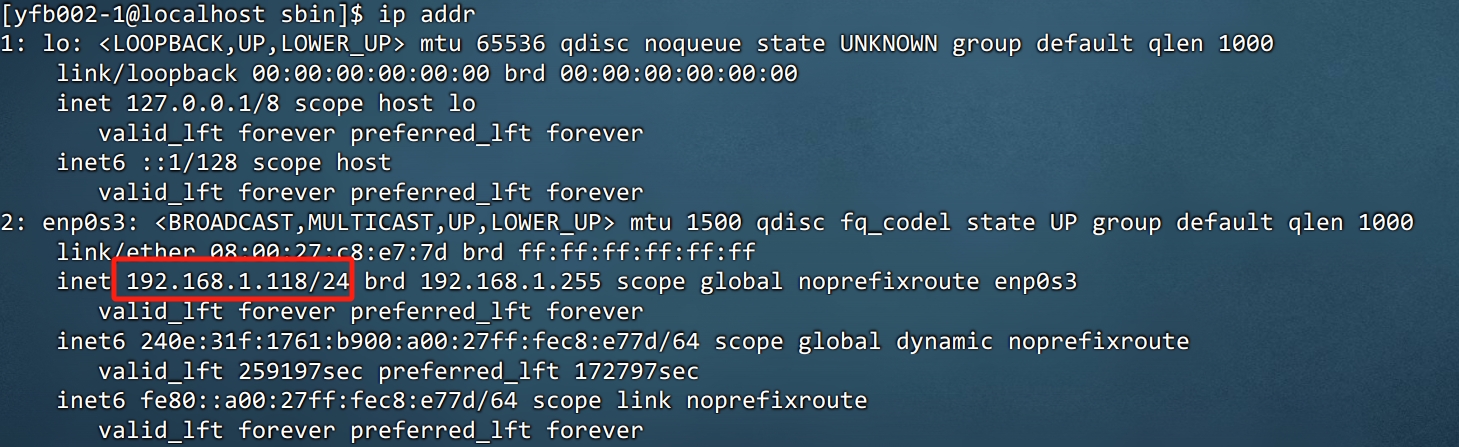 [yfb002-1@localhost sbin]$ ip addr
1: lo: <LOOPBACK,UP,LOWER_UP> mtu 65536 qdisc noqueue state UNKNOWN group default qlen 1000
    link/loopback 00:00:00:00:00:00 brd 00:00:00:00:00:00
    inet 127.0.0.1/8 scope host lo
       valid_lft forever preferred_lft forever
    inet6 ::1/128 scope host
       valid_lft forever preferred_lft forever
2: enp0s3: <BROADCAST,MULTICAST,UP,LOWER_UP> mtu 1500 qdisc fq_codel state UP group default qlen 1000
    link/ether 08:00:27:c8:e7:7d brd ff:ff:ff:ff:ff:ff
    inet 192.168.1.118/24 brd 192.168.1.255 scope global noprefixroute enp0s3
       valid_lft forever preferred_lft forever
    inet6 240e:31f:1761:b900:a00:27ff:fec8:e77d/64 scope global dynamic noprefixroute
       valid_lft 259197sec preferred_lft 172797sec
    inet6 fe80::a00:27ff:fec8:e77d/64 scope link noprefixroute
       valid_lft forever preferred_lft forever